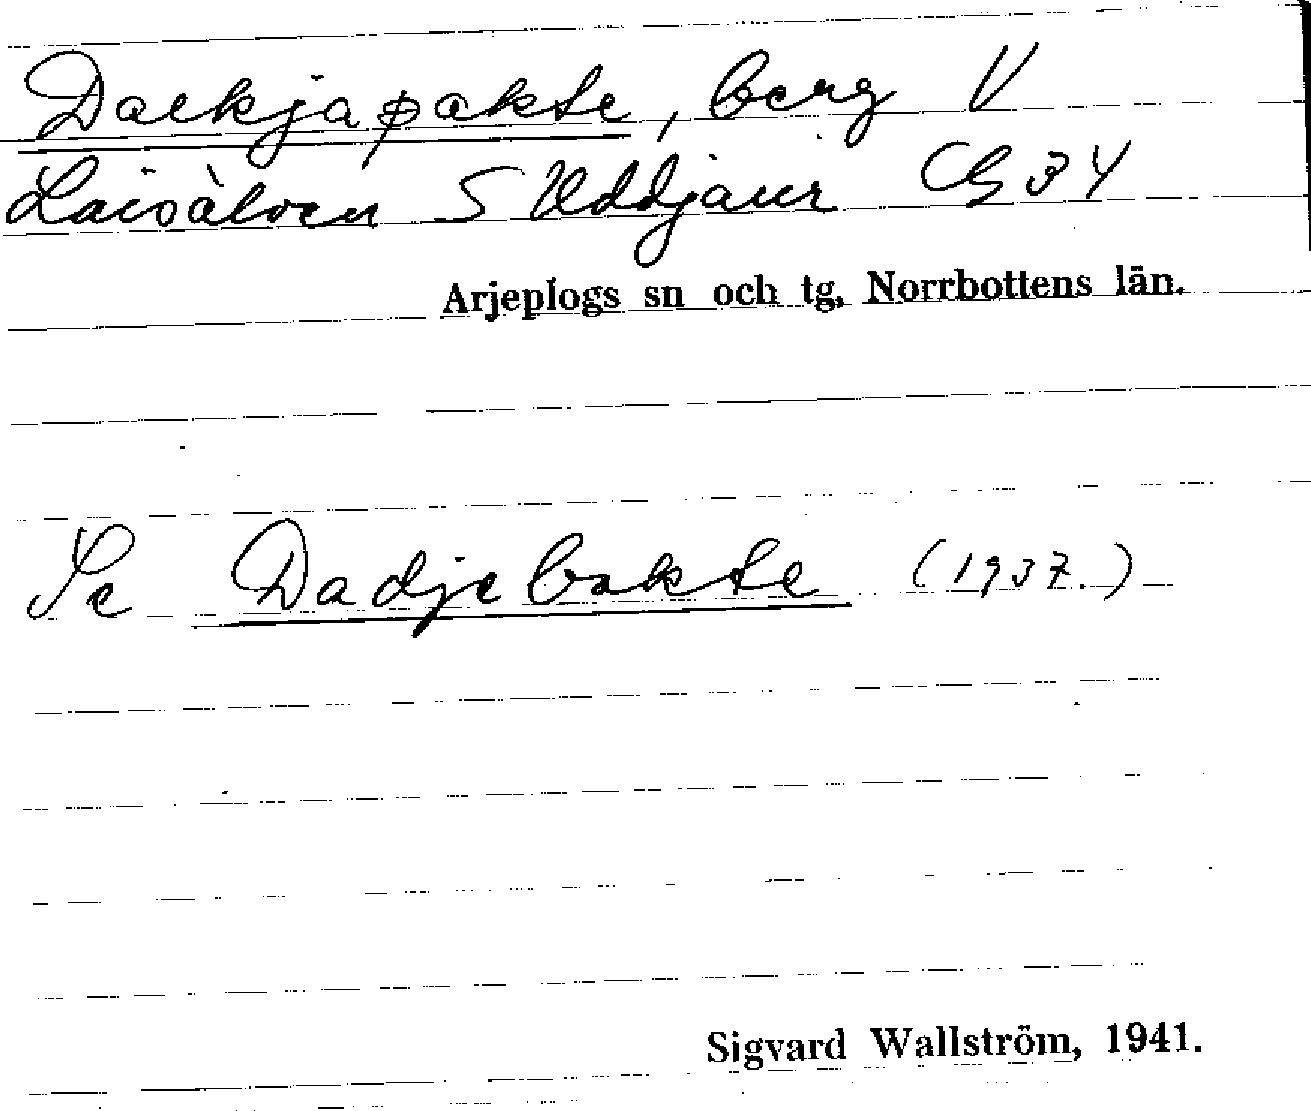 Daekjapakte, berg V
Laisälven S Uddjaur G34
Arjeplogs sn och tg, Norrbottens län.
Se Dadjebakte (1937.)
Sigvard Wallström, 1941.